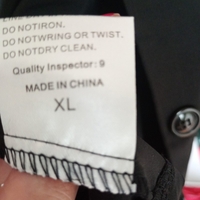 DO NOTIRON.
DO NOTWRING OR TWIST.
DO NOTDRY CLEAN.
Quality Inspector: 9
MADE IN CHINA
XL